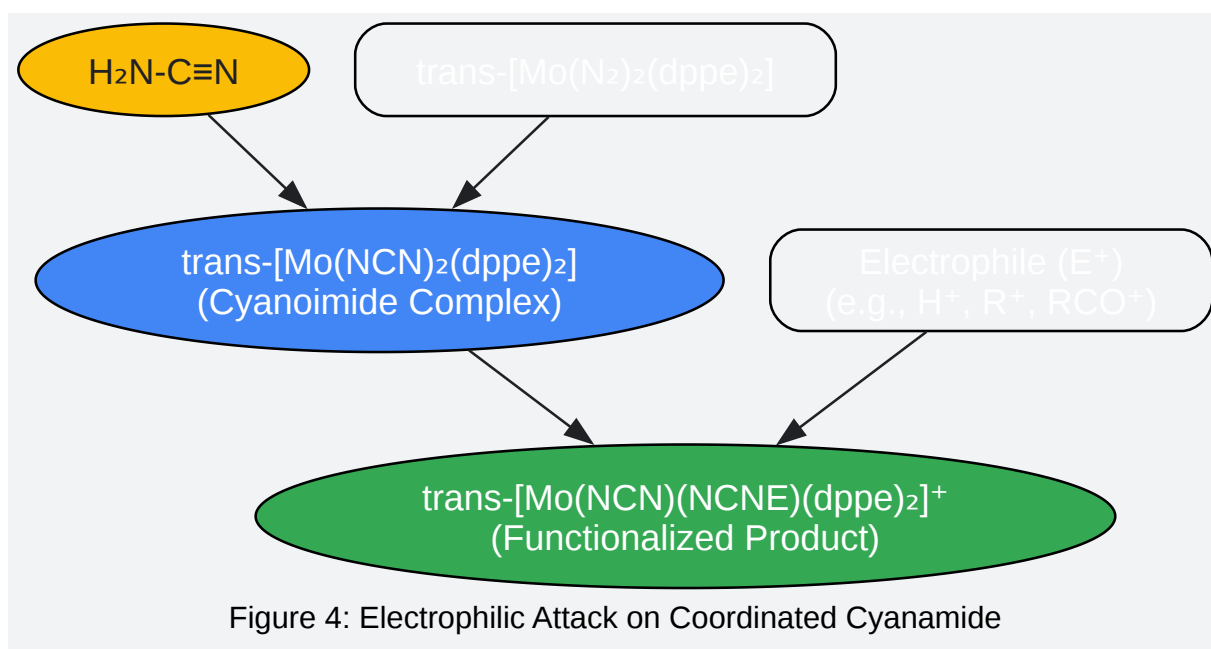 H₂N-C≡N
trans-[Mo(N₂)₂(dppe)₂]
trans-[Mo(NCN)₂(dppe)₂]
(Cyanoimide Complex)
Electrophile (E⁺)
(e.g., H⁺, R⁺, RCO⁺)
trans-[Mo(NCN)(NCNE)(dppe)₂]⁺
(Functionalized Product)
Figure 4: Electrophilic Attack on Coordinated Cyanamide